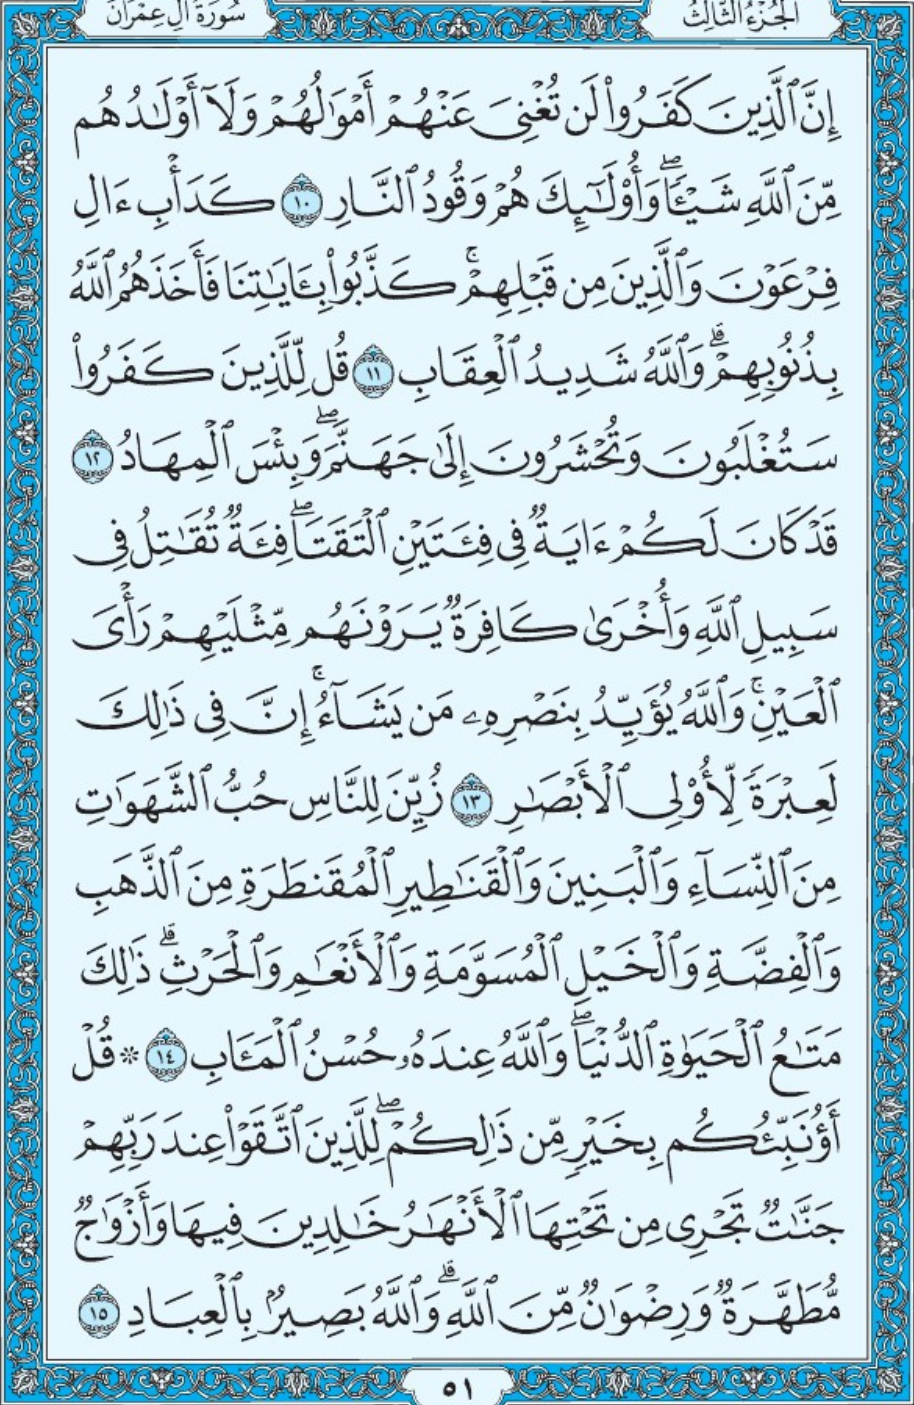 الجُزْءُ الثَّالِثُ
سُورَةُ آلِ عِمْرَانَ
إِنَّ ٱلَّذِينَ كَفَرُوا۟ لَن تُغْنِىَ عَنْهُمْ أَمْوَٰلُهُمْ وَلَآ أَوْلَـٰدُهُم
مِّنَ ٱللَّهِ شَيْـًٔا ۖ وَأُو۟لَـٰٓئِكَ هُمْ وَقُودُ ٱلنَّارِ ١٠ كَدَأْبِ ءَالِ
فِرْعَوْنَ وَٱلَّذِينَ مِن قَبْلِهِمْ ۚ كَذَّبُوا۟ بِـَٔايَـٰتِنَا فَأَخَذَهُمُ ٱللَّهُ
بِذُنُوبِهِمْ ۗ وَٱللَّهُ شَدِيدُ ٱلْعِقَابِ ١١ قُل لِّلَّذِينَ كَفَرُوا۟
سَتُغْلَبُونَ وَتُحْشَرُونَ إِلَىٰ جَهَنَّمَ ۖ وَبِئْسَ ٱلْمِهَادُ ١٢
قَدْ كَانَ لَكُمْ ءَايَةٌ فِى فِئَتَيْنِ ٱلْتَقَتَا ۖ فِئَةٌ تُقَـٰتِلُ فِى
سَبِيلِ ٱللَّهِ وَأُخْرَىٰ كَافِرَةٌ يَرَوْنَهُم مِّثْلَيْهِمْ رَأْىَ
ٱلْعَيْنِ ۚ وَٱللَّهُ يُؤَيِّدُ بِنَصْرِهِۦ مَن يَشَآءُ ۚ إِنَّ فِى ذَٰلِكَ
لَعِبْرَةً لِّأُو۟لِى ٱلْأَبْصَـٰرِ ١٣ زُيِّنَ لِلنَّاسِ حُبُّ ٱلشَّهَوَٰتِ
مِنَ ٱلنِّسَآءِ وَٱلْبَنِينَ وَٱلْقَنَـٰطِيرِ ٱلْمُقَنطَرَةِ مِنَ ٱلذَّهَبِ
وَٱلْفِضَّةِ وَٱلْخَيْلِ ٱلْمُسَوَّمَةِ وَٱلْأَنْعَـٰمِ وَٱلْحَرْثِ ۗ ذَٰلِكَ
مَتَـٰعُ ٱلْحَيَوٰةِ ٱلدُّنْيَا ۖ وَٱللَّهُ عِندَهُۥ حُسْنُ ٱلْمَـَٔابِ ١٤ * قُلْ
أَؤُنَبِّئُكُم بِخَيْرٍ مِّن ذَٰلِكُمْ ۖ لِلَّذِينَ ٱتَّقَوْا۟ عِندَ رَبِّهِمْ
جَنَّـٰتٌ تَجْرِى مِن تَحْتِهَا ٱلْأَنْهَـٰرُ خَـٰلِدِينَ فِيهَا وَأَزْوَٰجٌ
مُّطَهَّرَةٌ وَرِضْوَٰنٌ مِّنَ ٱللَّهِ ۗ وَٱللَّهُ بَصِيرٌۢ بِٱلْعِبَادِ ١٥
٥١